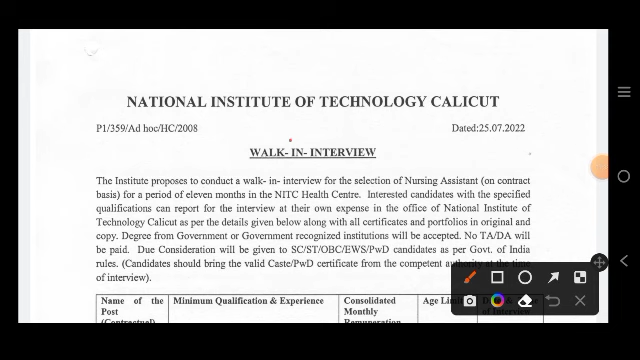 NATIONAL INSTITUTE OF TECHNOLOGY CALICUT
P1/359/Ad hoc/HC/2008 Dated:25.07.2022
WALK- IN- INTERVIEW
The Institute proposes to conduct a walk- in- interview for the selection of Nursing Assistant (on contract
basis) for a period of eleven months in the NITC Health Centre. Interested candidates with the specified
qualifications can report for the interview at their own expense in the office of National Institute of
Technology Calicut as per the details given below along with all certificates and portfolios in original and
copy. Degree from Government or Government recognized institutions will be accepted. No TA/DA will
be paid. Due Consideration will be given to SC/ST/OBC/EWS/PwD candidates as per Govt. of India
rules. (Candidates should bring the valid Caste/PwD certificate from the competent authority at the time
of interview).
Name of the Minimum Qualification & Experience Consolidated Age Limit
Post Monthly of Interview
(Contractual) Remuneration